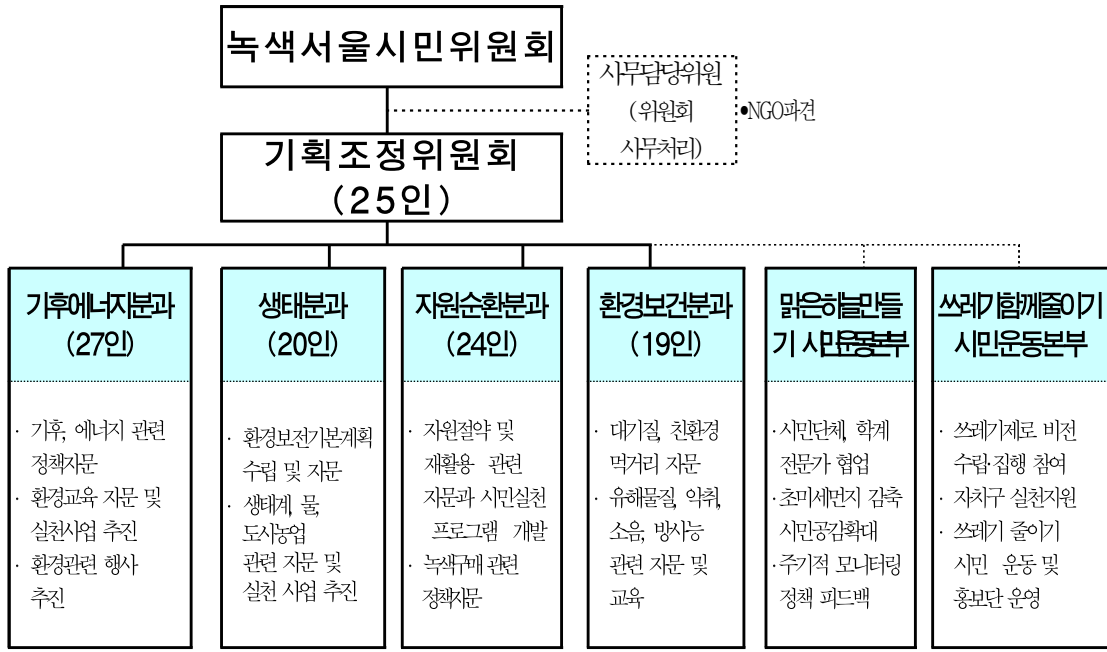 녹색서울시민위원회
사무담당위원
(위원회
사무처리)
•NGO파견
기획조정위원회
(25인)
기후에너지분과
(27인)
· 기후, 에너지 관련
정책자문
· 환경교육 자문 및
실천사업 추진
· 환경관련 행사
추진
생태분과
(20인)
· 환경보전기본계획
수립 및 자문
· 생태계, 물,
도시농업
관련 자문 및
실천 사업 추진
자원순환분과
(24인)
· 자원절약 및
재활용 관련
자문과 시민실천
프로그램 개발
· 녹색구매 관련
정책자문
환경보건분과
(19인)
· 대기질, 친환경
먹거리 자문
· 유해물질, 악취,
소음, 방사능
관련 자문 및
교육
맑은하늘만들
기 시민운동본부
· 시민단체, 학계
전문가 협업
· 초미세먼지 감축
시민공감확대
· 주기적 모니터링
정책 피드백
쓰레기함께줄이기
시민운동본부
· 쓰레기제로 비전
수립·집행 참여
· 자치구 실천지원
· 쓰레기 줄이기
시민 운동 및
홍보단 운영